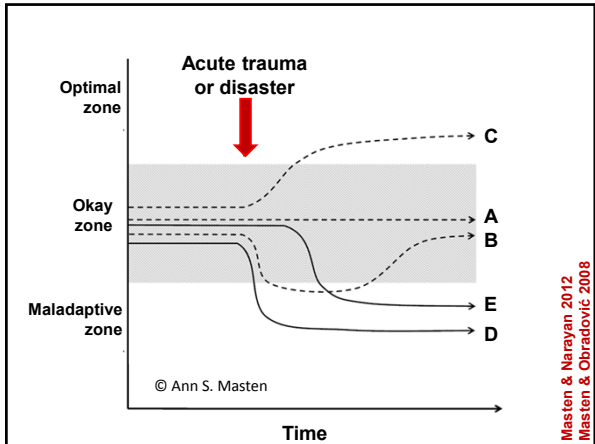 Acute trauma
or disaster
Optimal
zone
C
Okay
zone
A
B
E
Maladaptive
zone
D
© Ann S. Masten
Time
Masten & Narayan 2012
Masten & Obradović 2008